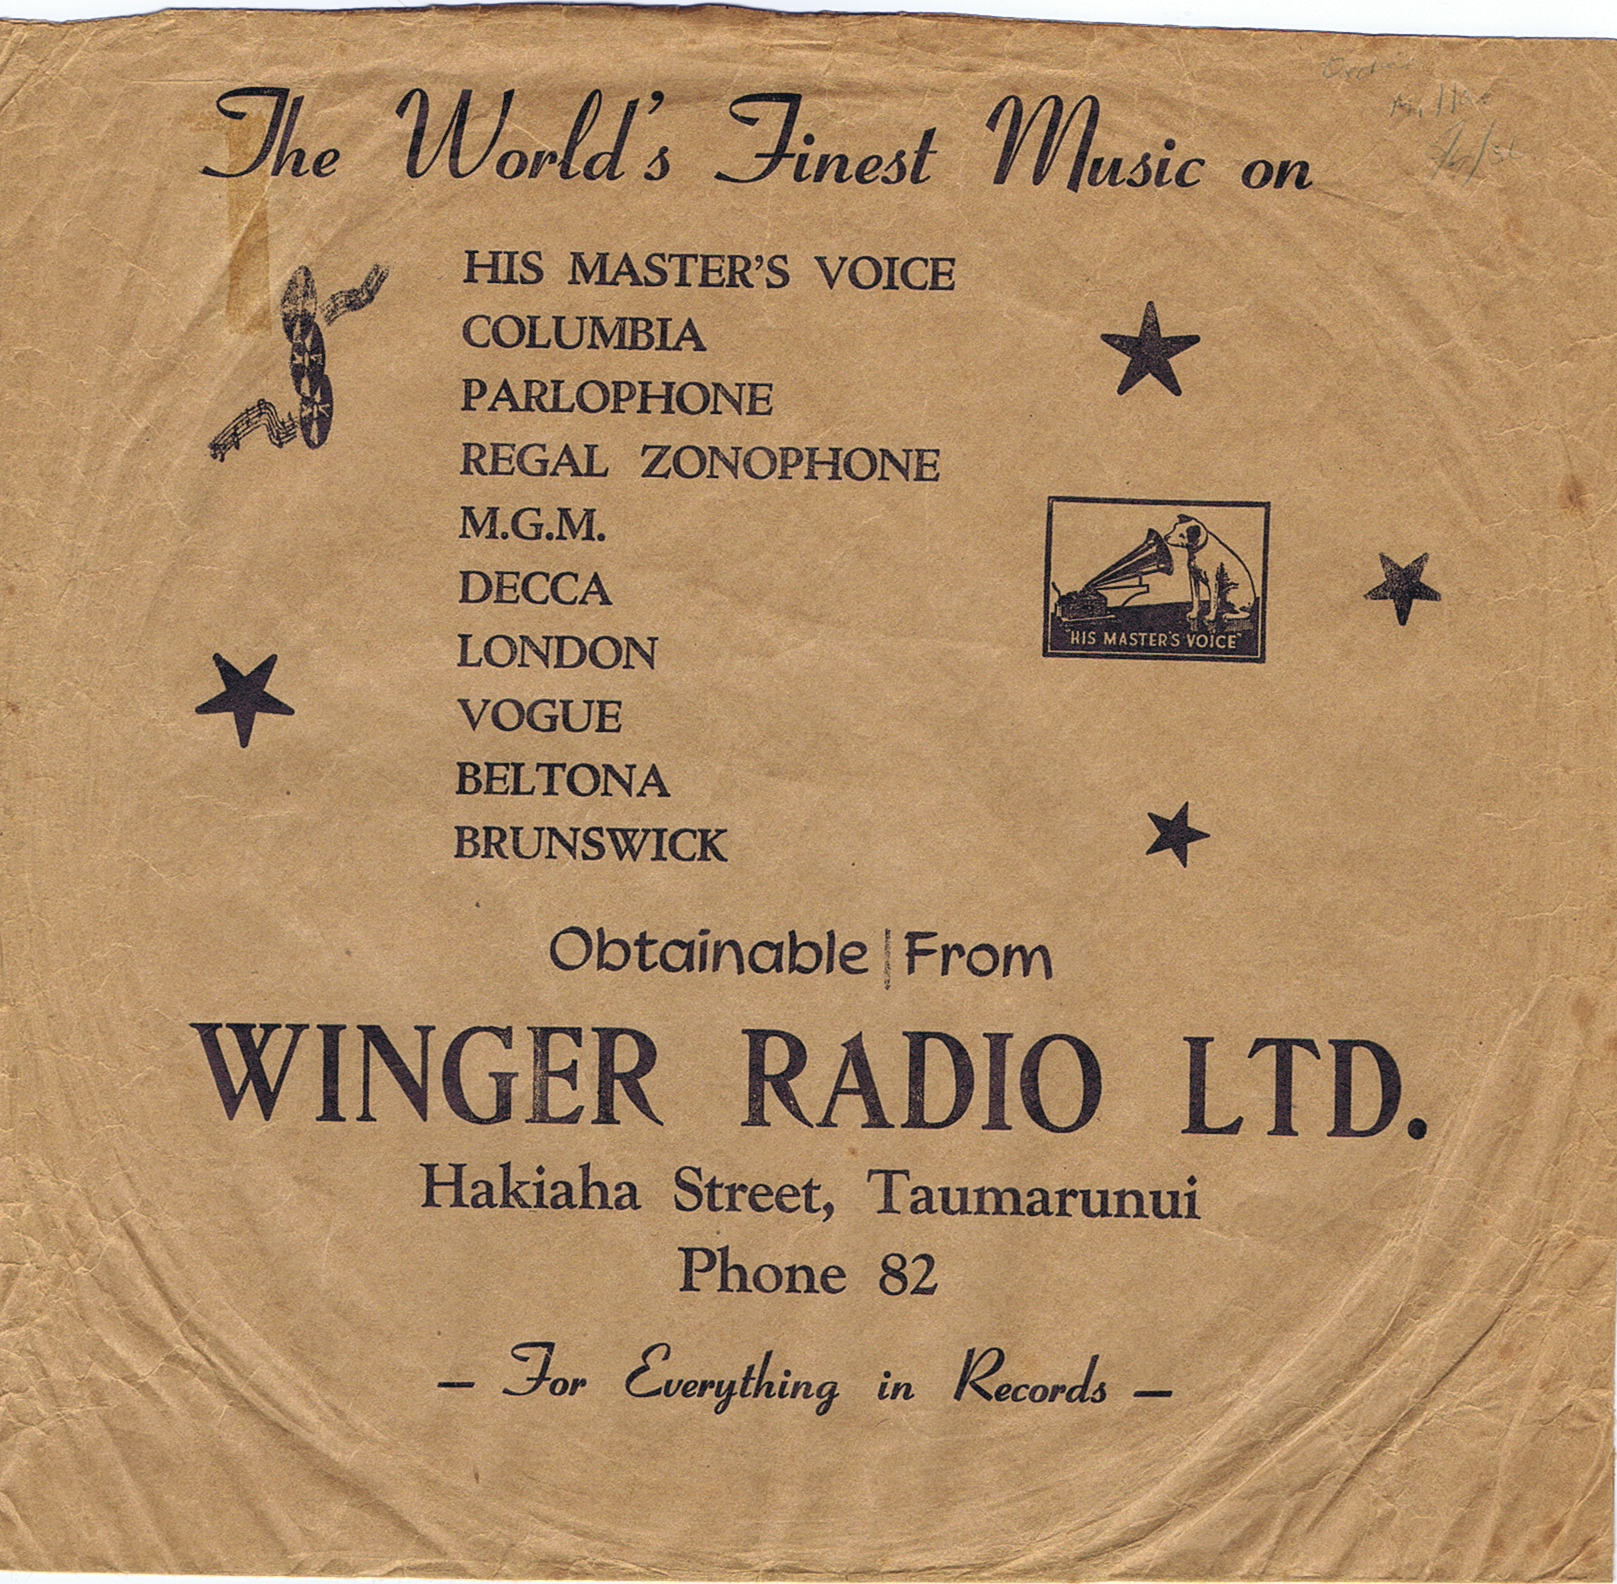 The World's Finest Music on
HIS MASTER'S VOICE
COLUMBIA
PARLOPHONE
REGAL ZONOPHONE
M.G.M.
DECCA
LONDON
VOGUE
BELTONA
BRUNSWICK
"HIS MASTER'S VOICE"
Obtainable From
WINGER RADIO LTD.
Hakiaha Street, Taumarunui
Phone 82
— For Everything in Records —